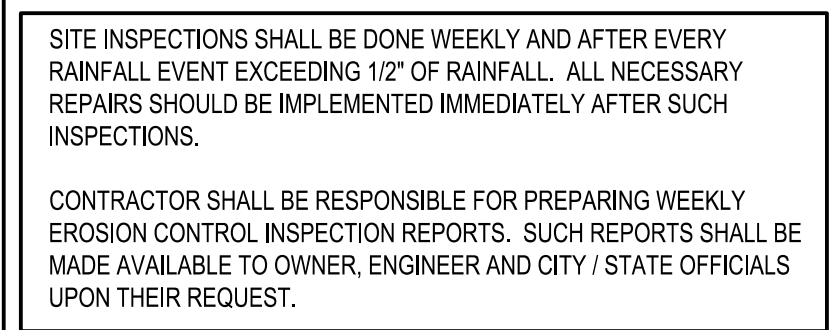 SITE INSPECTIONS SHALL BE DONE WEEKLY AND AFTER EVERY
RAINFALL EVENT EXCEEDING 1/2" OF RAINFALL. ALL NECESSARY
REPAIRS SHOULD BE IMPLEMENTED IMMEDIATELY AFTER SUCH
INSPECTIONS.
CONTRACTOR SHALL BE RESPONSIBLE FOR PREPARING WEEKLY
EROSION CONTROL INSPECTION REPORTS. SUCH REPORTS SHALL BE
MADE AVAILABLE TO OWNER, ENGINEER AND CITY / STATE OFFICIALS
UPON THEIR REQUEST.